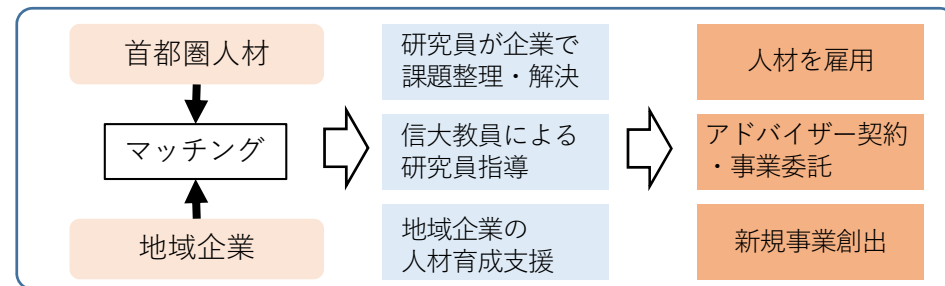 首都圏人材
マッチング
地域企業
研究員が企業で
課題整理・解決
信大教員による
研究員指導
地域企業の
人材育成支援
人材を雇用
アドバイザー契約
・事業委託
新規事業創出